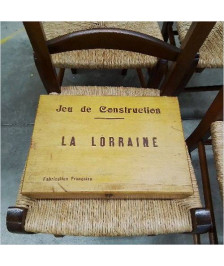 Jeu de Construction
LA LORRAINE
Fabrication Française